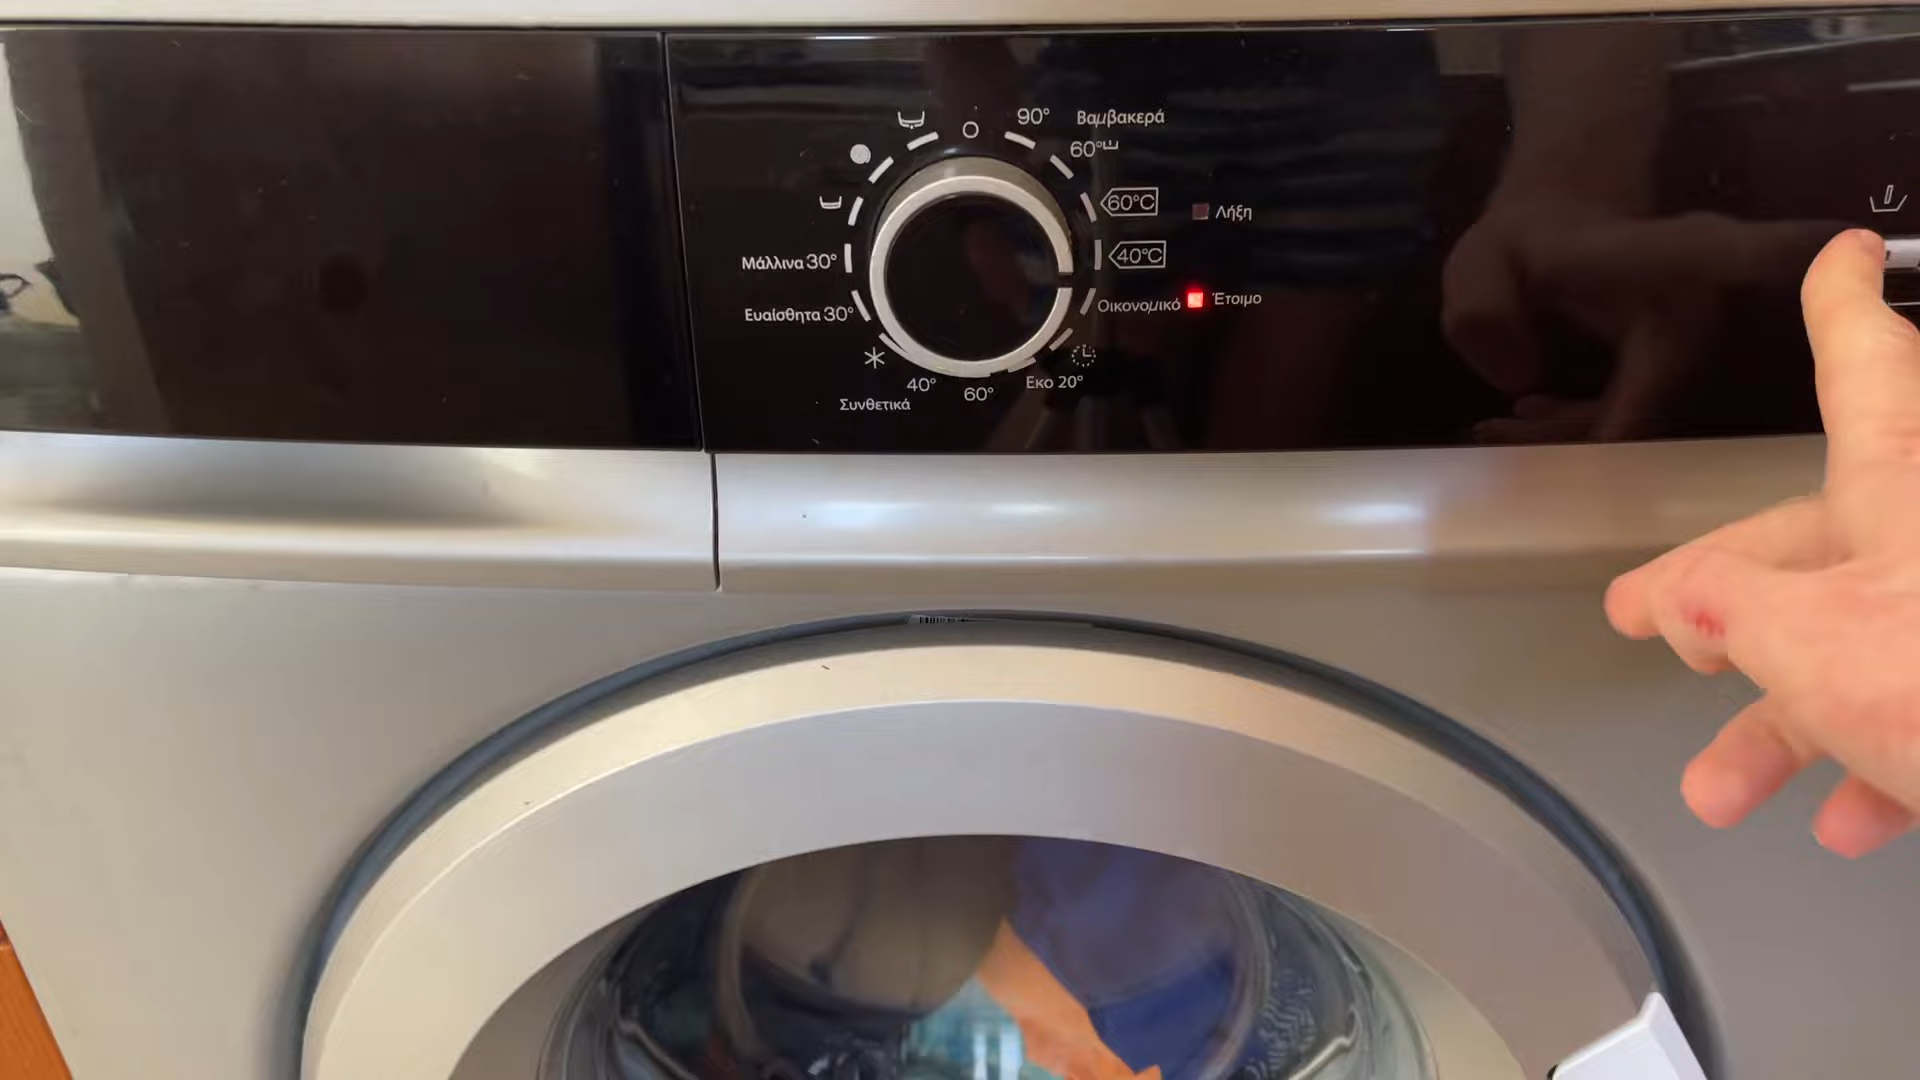 90° Βαμβακερά
60°
60°C
Λήξη
40°C
Μάλλινα 30°
Οικονομικό
Έτοιμο
Ευαίσθητα 30°
40°
60°
Εκο 20°
Συνθετικά